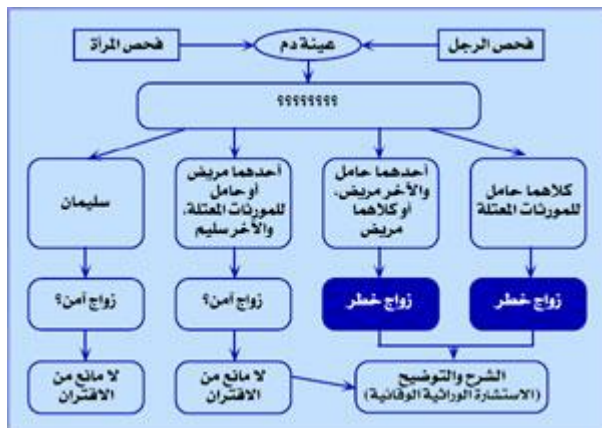 فحص الرجل
عينة دم
فحص المرأة
؟؟؟؟؟؟؟؟
كلاهما حامل
للمورثات المعتلة
أحدهما حامل
والآخر مريض،
أو كلاهما
مريض
أحدهما مريض
أو حامل
للمورثات المعتلة،
والآخر سليم
سليمان
زواج خطر
زواج خطر
زواج آمن؟
زواج آمن؟
الشرح والتوضيح
(الاستشارة الوراثية الوقائية)
لا مانع من
الاقتران
لا مانع من
الاقتران